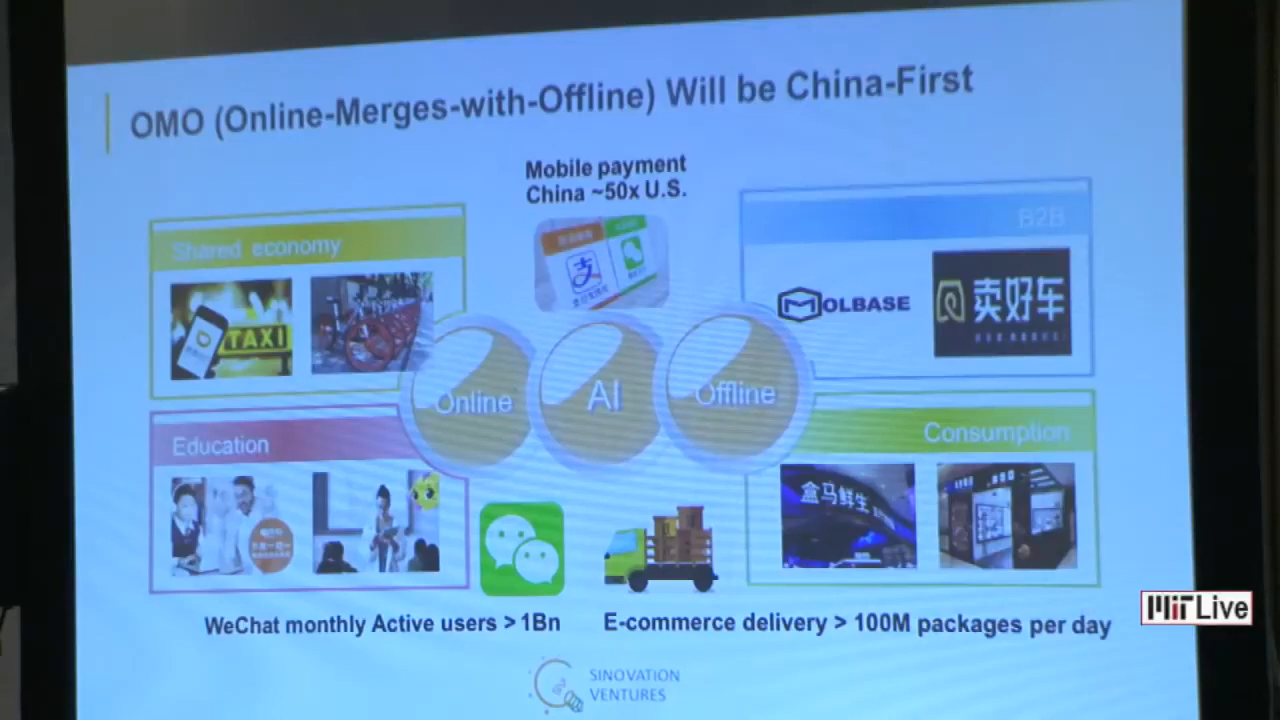 OMO (Online-Merges-with-Offline) Will be China-First
Mobile payment
China ~50x U.S.
Shared economy
TAXI
B2B
MOLBASE
卖好车
Online
AI
Offline
Education
Consumption
盒马鲜生
WeChat monthly Active users > 1Bn
E-commerce delivery > 100M packages per day
SINOVATION
VENTURES
MIT Live